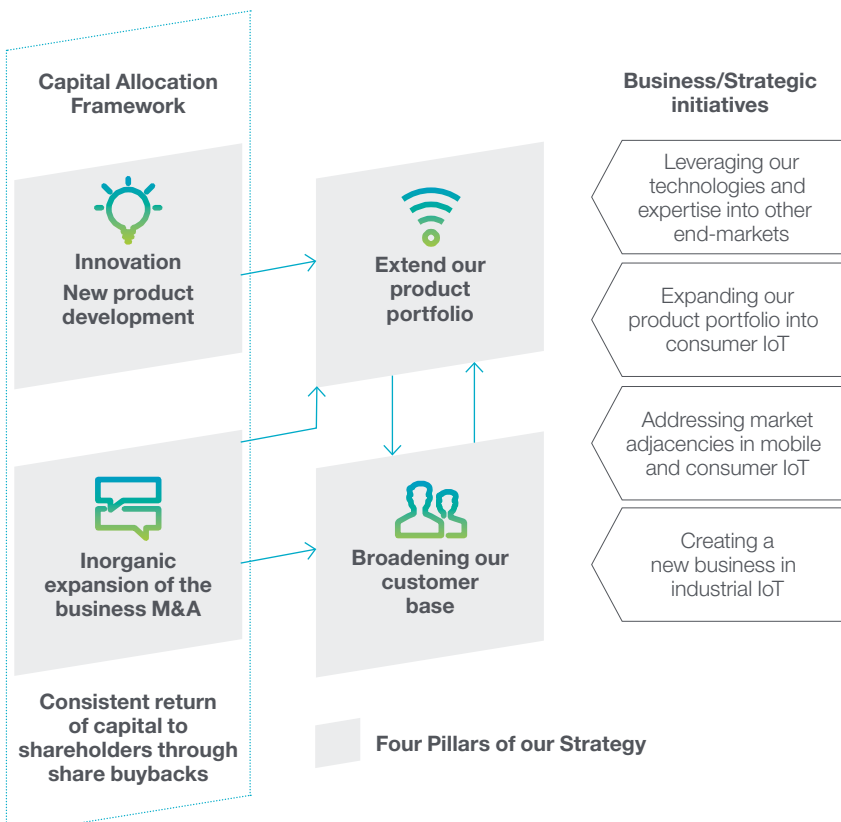 Capital Allocation
Framework
Innovation
New product
development
Inorganic
expansion of the
business M&A
Consistent return
of capital to
shareholders through
share buybacks
Extend our
product
portfolio
Broadening our
customer
base
Four Pillars of our Strategy
Business/Strategic
initiatives
Leveraging our
technologies and
expertise into other
end-markets
Expanding our
product portfolio into
consumer IoT
Addressing market
adjacencies in mobile
and consumer IoT
Creating a
new business in
industrial IoT